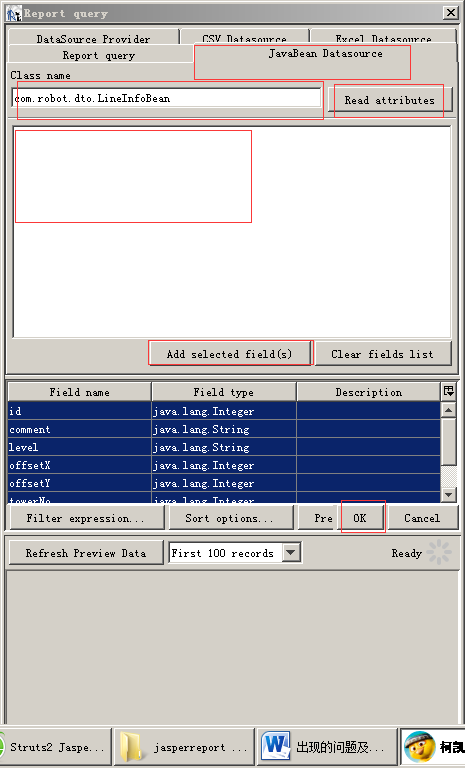 Report query
DataSource Provider CSV Datasource Excel Datasource
Report query JavaBean Datasource
Class name
com.robot.dto.LineInfoBean Read attributes
Add selected field(s) Clear fields list
Field name Field type Description
id java.lang.Integer
comment java.lang.String
level java.lang.String
offsetX java.lang.Integer
offsetY java.lang.Integer
towerNo java.lang.Integer
Filter expression... Sort options... Pre OK Cancel
Refresh Preview Data First 100 records Ready
Struts2 Jaspe... jasperreport ... 出现的问题及... 柯凯